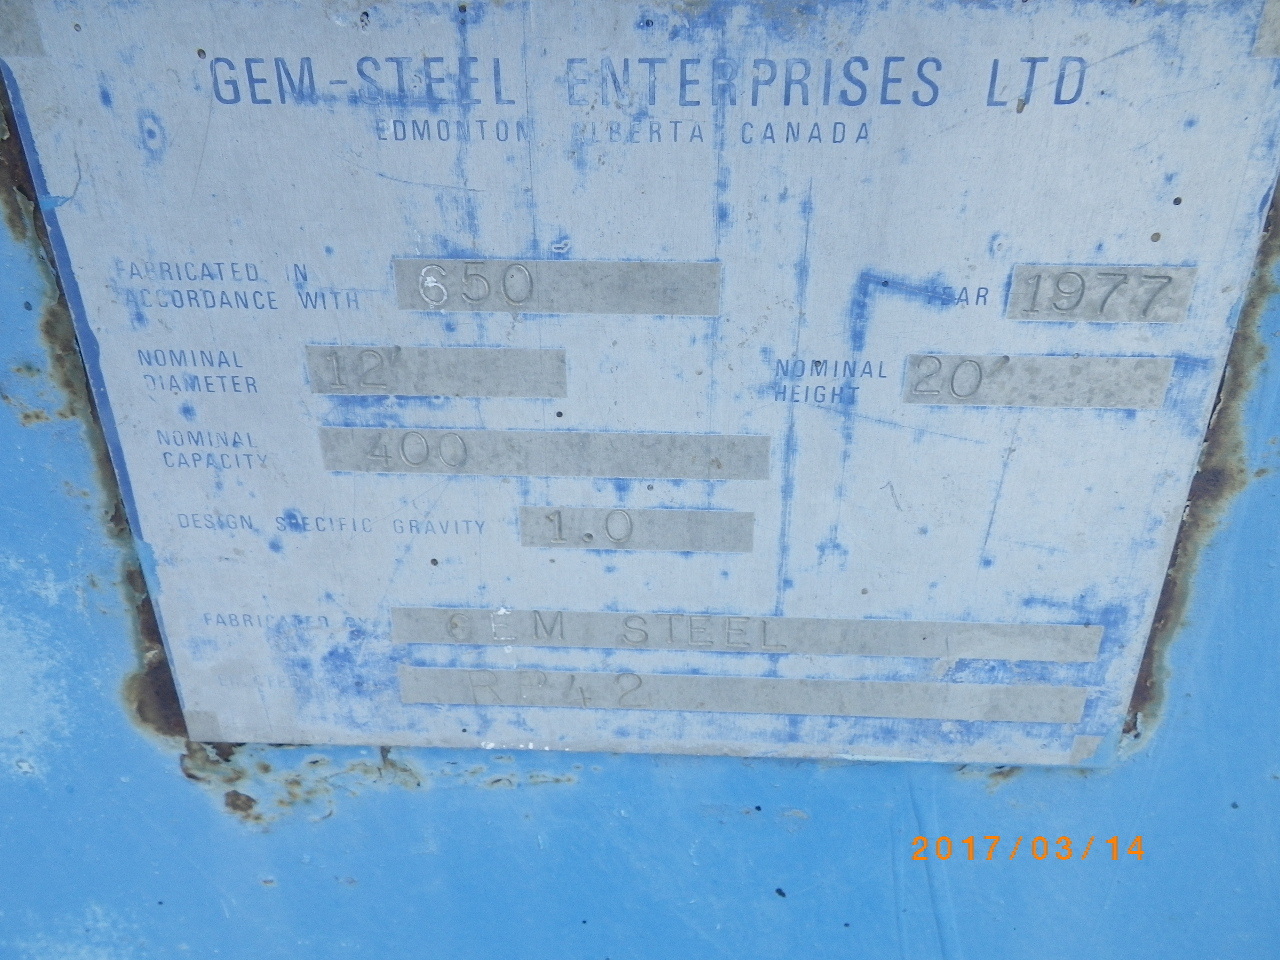 GEM-STEEL ENTERPRISES LTD.
EDMONTON ALBERTA CANADA
FABRICATED IN
ACCORDANCE WITH 650 YEAR 1977
NOMINAL
DIAMETER 12' NOMINAL
HEIGHT 20'
NOMINAL
CAPACITY 400
DESIGN SPECIFIC GRAVITY 1.0
FABRICATED BY GEM STEEL
2017/03/14